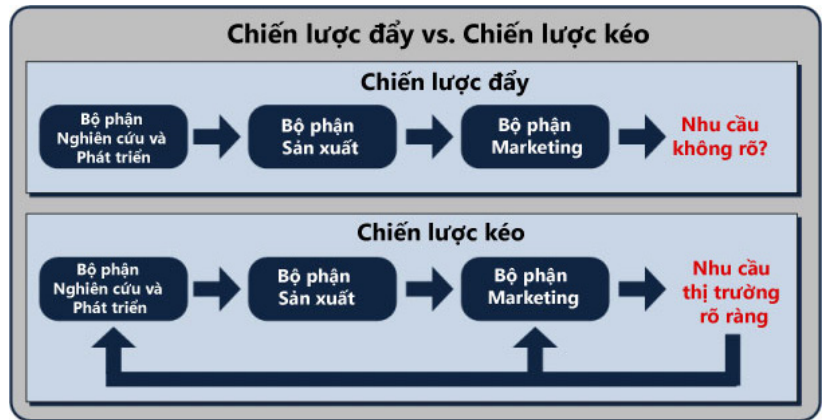 Chiến lược đẩy vs. Chiến lược kéo
Chiến lược đẩy
Bộ phận
Nghiên cứu và
Phát triển
Bộ phận
Sản xuất
Bộ phận
Marketing
Nhu cầu
không rõ?
Chiến lược kéo
Bộ phận
Nghiên cứu và
Phát triển
Bộ phận
Sản xuất
Bộ phận
Marketing
Nhu cầu
thị trường
rõ ràng